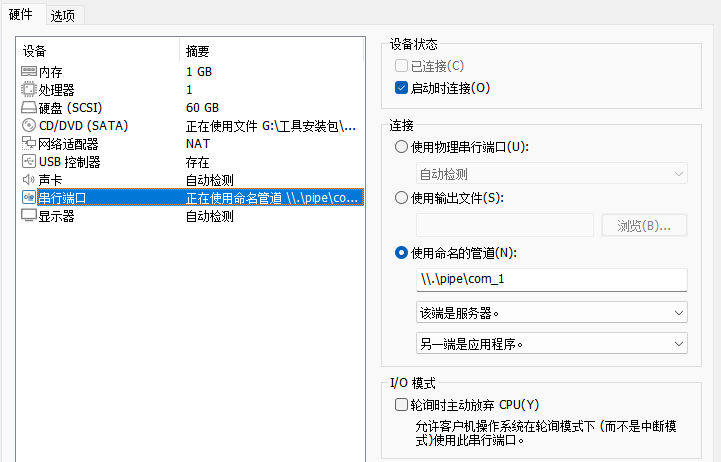 硬件 选项
设备 摘要
内存 1 GB
处理器 1
硬盘 (SCSI) 60 GB
CD/DVD (SATA) 正在使用文件 G:\工具安装包\...
网络适配器 NAT
USB 控制器 存在
声卡 自动检测
串行端口 正在使用命名管道 \\.\pipe\co...
显示器 自动检测
设备状态
已连接(C)
启动时连接(O)
连接
使用物理串行端口(U):
自动检测
使用输出文件(S):
浏览(B)...
使用命名的管道(N):
\\.\pipe\com_1
该端是服务器。
另一端是应用程序。
I/O 模式
轮询时主动放弃 CPU(Y)
允许客户机操作系统在轮询模式下 (而不是中断模
式)使用此串行端口。